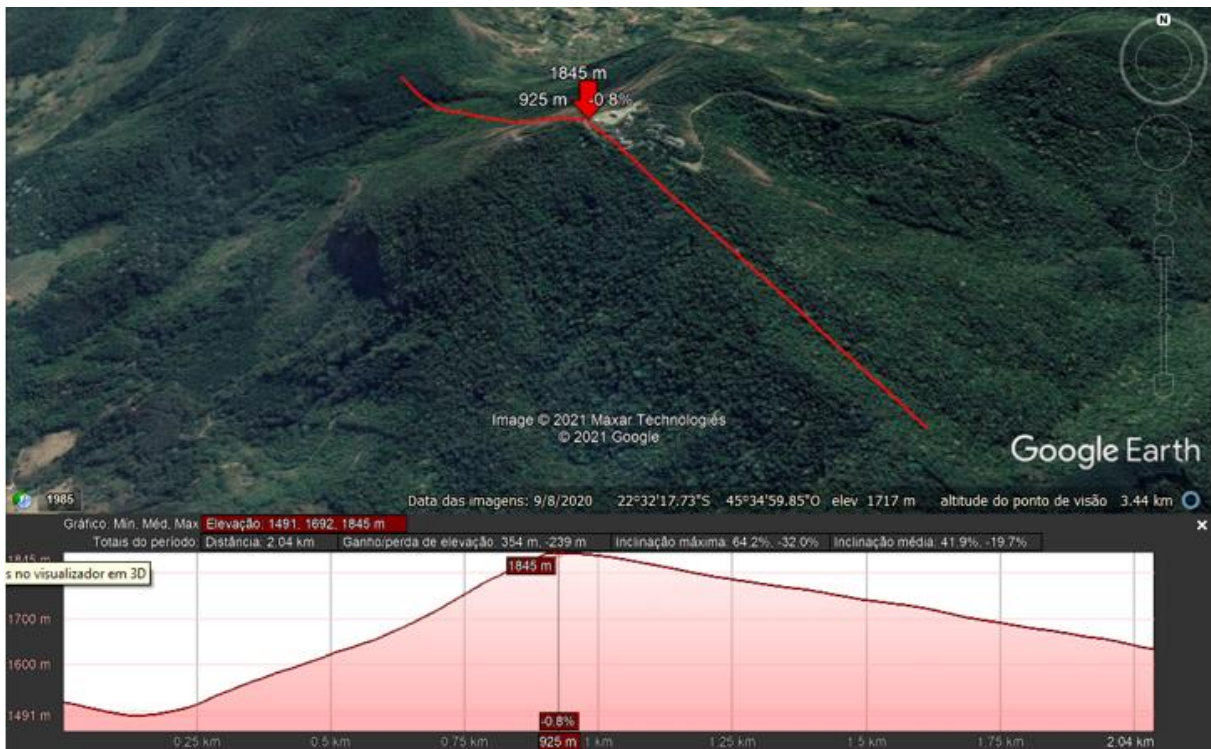 N
1845 m
925 m -0.8%
Image © 2021 Maxar Technologies
© 2021 Google
Google Earth
1985
Data das imagens: 9/8/2020 22°32'17.73"S 45°34'59.85"O elev 1717 m altitude do ponto de visão 3.44 km
Gráfico: Mín, Méd, Max Elevação: 1491, 1692, 1845 m
Totais do período: Distância: 2.04 km Ganho/perda de elevação: 354 m, -239 m Inclinação máxima: 64.2%, -32.0% Inclinação média: 41.9%, -19.7%
1845 m
s no visualizador em 3D
1845 m
1700 m
1600 m
1491 m
-0.8%
0.25 km 0.5 km 0.75 km 925 m 1 km 1.25 km 1.5 km 1.75 km 2.04 km